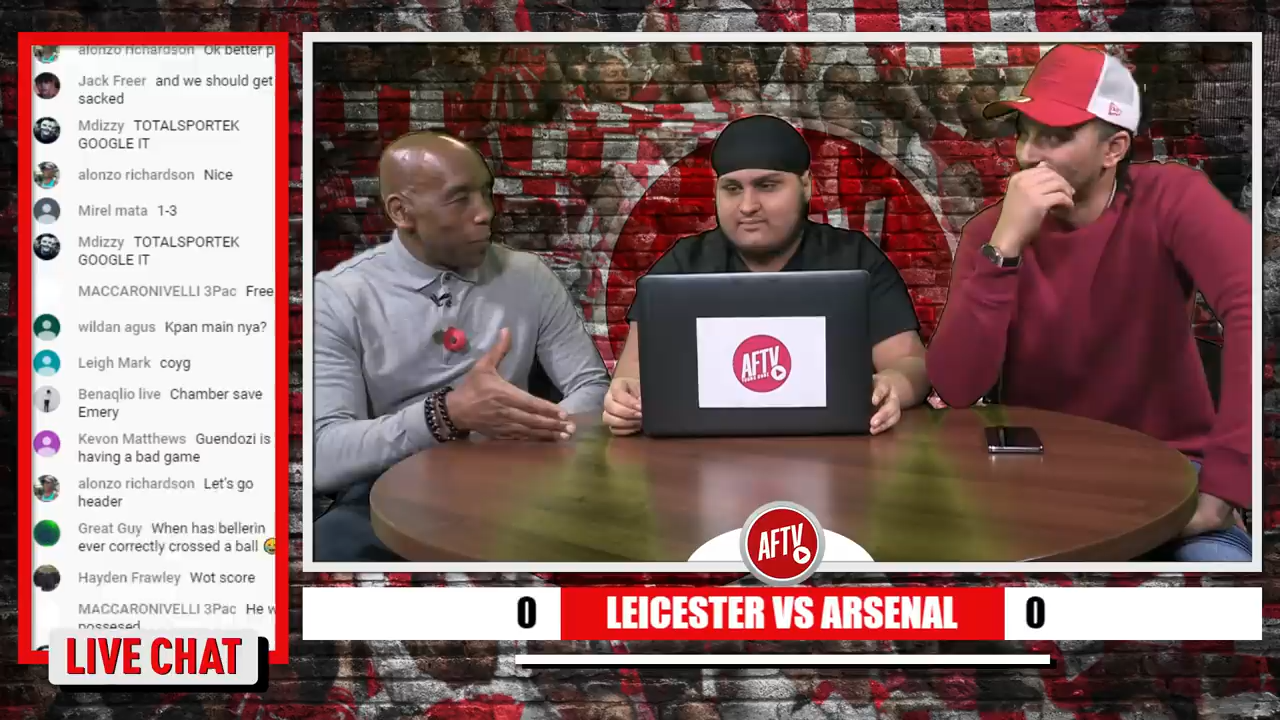 alonzo richardson Ok better p
Jack Freer and we should get
sacked
Mdizzy TOTALSPORTEK
GOOGLE IT
alonzo richardson Nice
Mirel mata 1-3
Mdizzy TOTALSPORTEK
GOOGLE IT
MACCARONIVELLI 3Pac Free
wildan agus Kpan main nya?
Leigh Mark coyg
Benaqlio live Chamber save
Emery
Kevon Matthews Guendozi is
having a bad game
alonzo richardson Let's go
header
Great Guy When has bellerin
ever correctly crossed a ball
Hayden Frawley Wot score
MACCARONIVELLI 3Pac He w
possesed
LIVE CHAT
AFTV
AFTV
0 LEICESTER VS ARSENAL 0